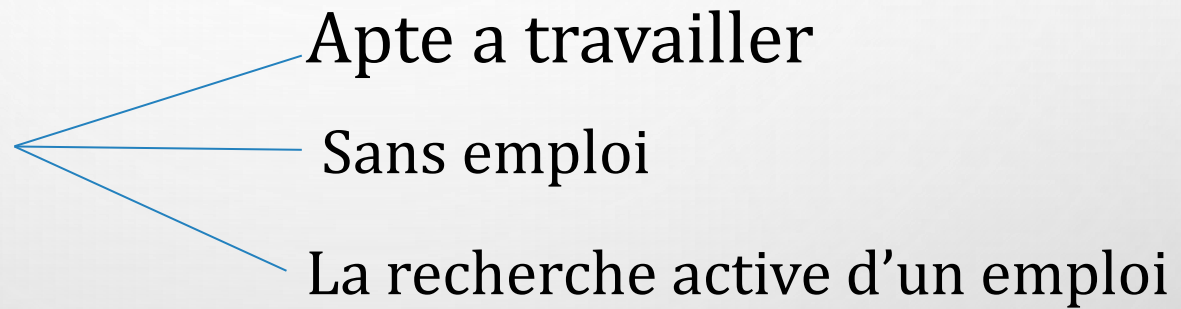 Apte a travailler
Sans emploi
La recherche active d’un emploi